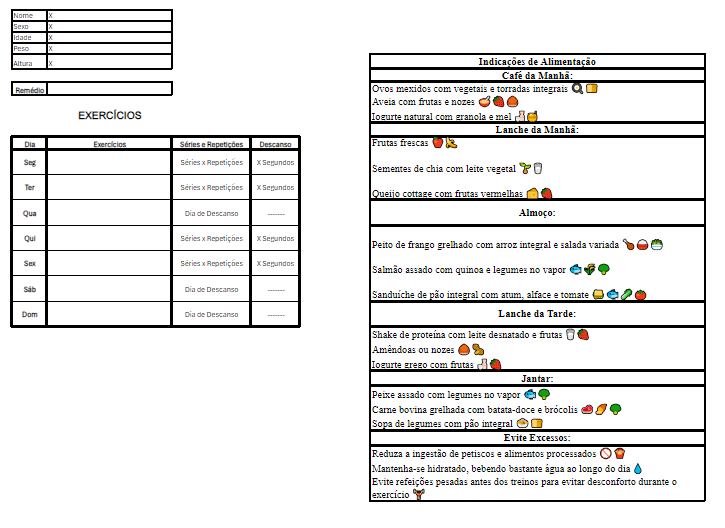 Nome X
Sexo X
Idade X
Peso X
Altura X
Remédio
EXERCÍCIOS
Dia Exercícios Séries e Repetições Descanso
Seg Séries x Repetições X Segundos
Ter Séries x Repetições X Segundos
Qua Dia de Descanso -------
Qui Séries x Repetições X Segundos
Sex Séries x Repetições X Segundos
Sáb Dia de Descanso -------
Dom Dia de Descanso -------
Indicações de Alimentação
Café da Manhã:
Ovos mexidos com vegetais e torradas integrais 🍳🍞
Aveia com frutas e nozes 🥣🍓🌰
Iogurte natural com granola e mel 🥛🍯
Lanche da Manhã:
Frutas frescas 🍎🍌
Sementes de chia com leite vegetal 🌱🥛
Queijo cottage com frutas vermelhas 🧀🍓
Almoço:
Peito de frango grelhado com arroz integral e salada variada 🍗🍚🥗
Salmão assado com quinoa e legumes no vapor 🐟🌾🥦
Sanduíche de pão integral com atum, alface e tomate 🍞🐟🥒🍅
Lanche da Tarde:
Shake de proteína com leite desnatado e frutas 🥛🍓
Amêndoas ou nozes 🌰🥜
Iogurte grego com frutas 🥛🍓
Jantar:
Peixe assado com legumes no vapor 🐟🥦
Carne bovina grelhada com batata-doce e brócolis 🥩🍠🥦
Sopa de legumes com pão integral 🍲🍞
Evite Excessos:
Reduza a ingestão de petiscos e alimentos processados 🚫🍟
Mantenha-se hidratado, bebendo bastante água ao longo do dia 💧
Evite refeições pesadas antes dos treinos para evitar desconforto durante o
exercício 🏋